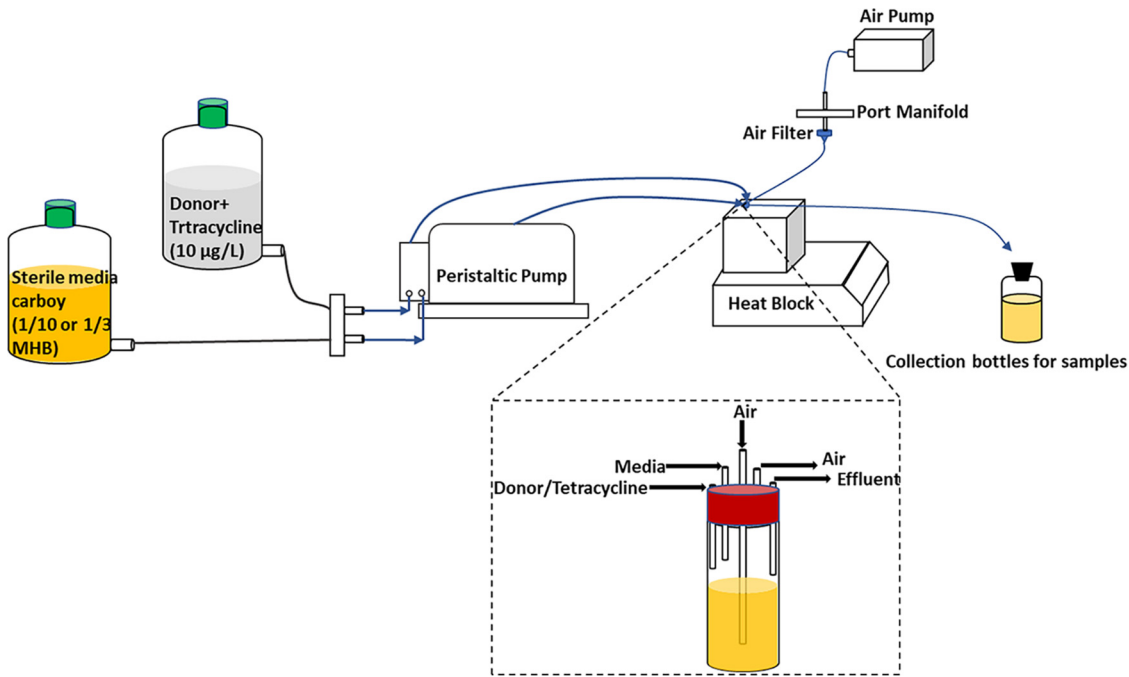 Air Pump
Port Manifold
Air Filter
Donor+
Trtracycline
(10 µg/L)
Sterile media
carboy
(1/10 or 1/3
MHB)
Peristaltic Pump
Heat Block
Collection bottles for samples
Air
Media
Air
Donor/Tetracycline
Effluent